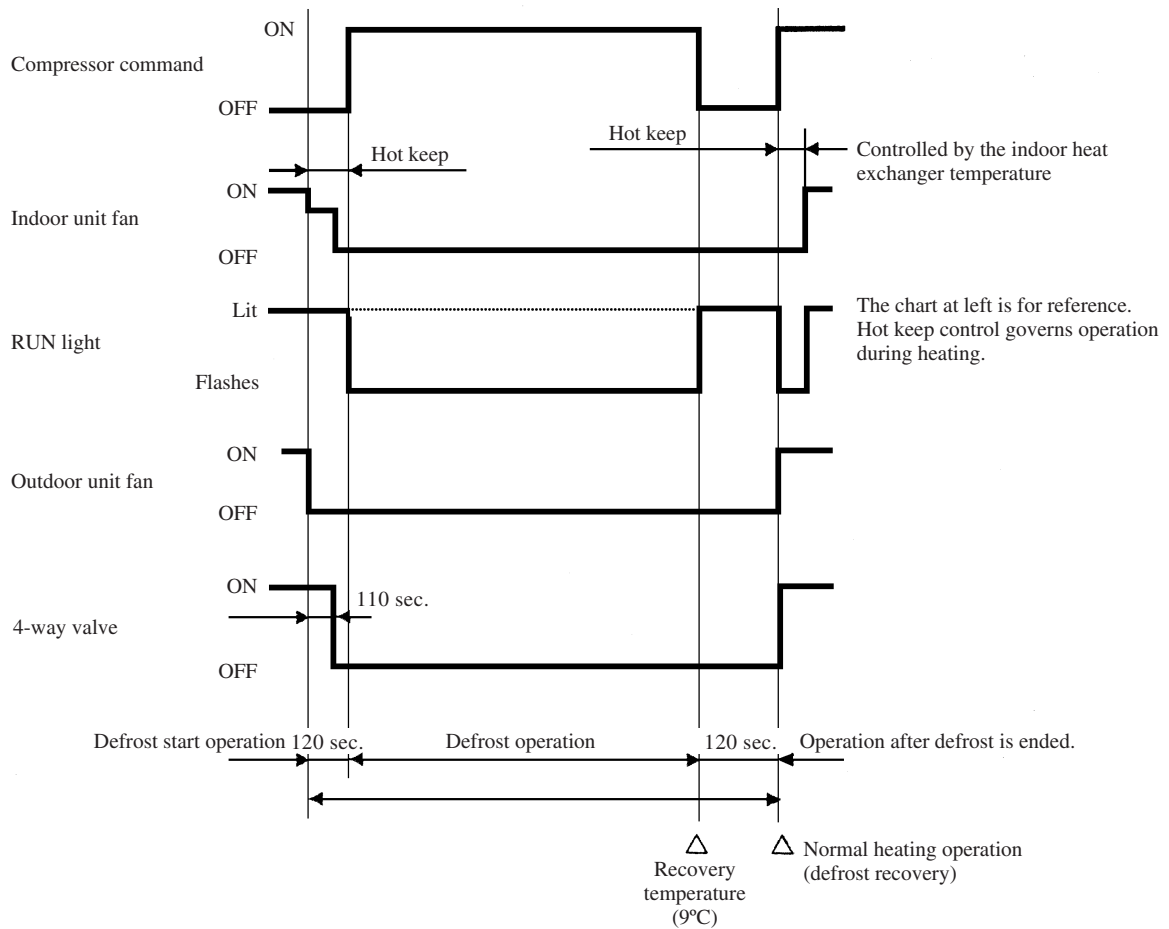 ON
Compressor command
OFF
Hot keep
Hot keep
Controlled by the indoor heat
exchanger temperature
ON
Indoor unit fan
OFF
Lit
RUN light
Flashes
The chart at left is for reference.
Hot keep control governs operation
during heating.
ON
Outdoor unit fan
OFF
ON
110 sec.
4-way valve
OFF
Defrost start operation 120 sec.
Defrost operation
120 sec.
Operation after defrost is ended.
Recovery
temperature
(9ºC)
Normal heating operation
(defrost recovery)